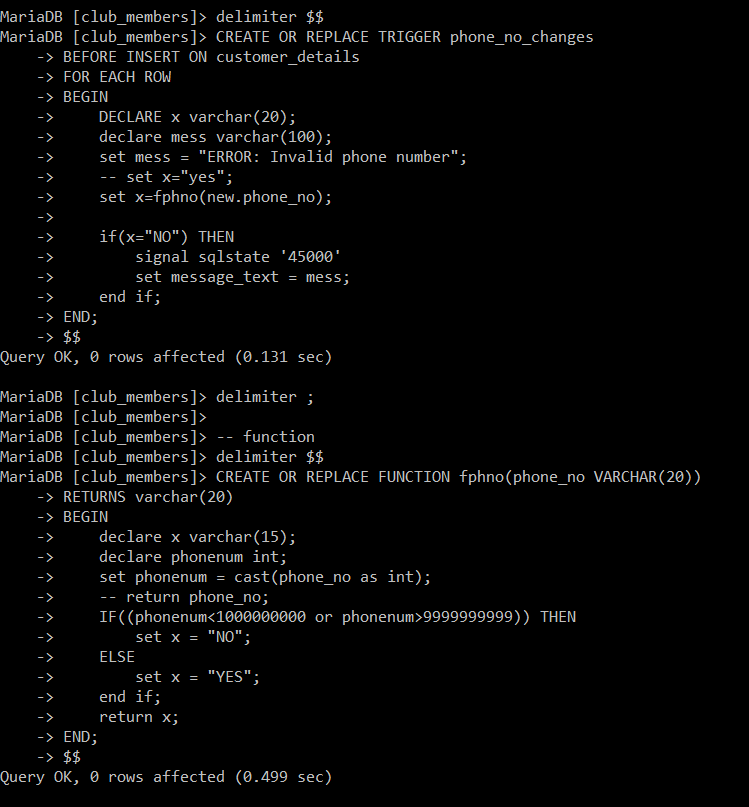 MariaDB [club_members]> delimiter $$
MariaDB [club_members]> CREATE OR REPLACE TRIGGER phone_no_changes
    -> BEFORE INSERT ON customer_details
    -> FOR EACH ROW
    -> BEGIN
    ->     DECLARE x varchar(20);
    ->     declare mess varchar(100);
    ->     set mess = "ERROR: Invalid phone number";
    ->     -- set x="yes";
    ->     set x=fphno(new.phone_no);
    ->
    ->     if(x="NO") THEN
    ->         signal sqlstate '45000'
    ->         set message_text = mess;
    ->     end if;
    -> END;
    -> $$
Query OK, 0 rows affected (0.131 sec)

MariaDB [club_members]> delimiter ;
MariaDB [club_members]>
MariaDB [club_members]> -- function
MariaDB [club_members]> delimiter $$
MariaDB [club_members]> CREATE OR REPLACE FUNCTION fphno(phone_no VARCHAR(20))
    -> RETURNS varchar(20)
    -> BEGIN
    ->     declare x varchar(15);
    ->     declare phonenum int;
    ->     set phonenum = cast(phone_no as int);
    ->     -- return phone_no;
    ->     IF((phonenum<1000000000 or phonenum>9999999999)) THEN
    ->         set x = "NO";
    ->     ELSE
    ->         set x = "YES";
    ->     end if;
    ->     return x;
    -> END;
    -> $$
Query OK, 0 rows affected (0.499 sec)